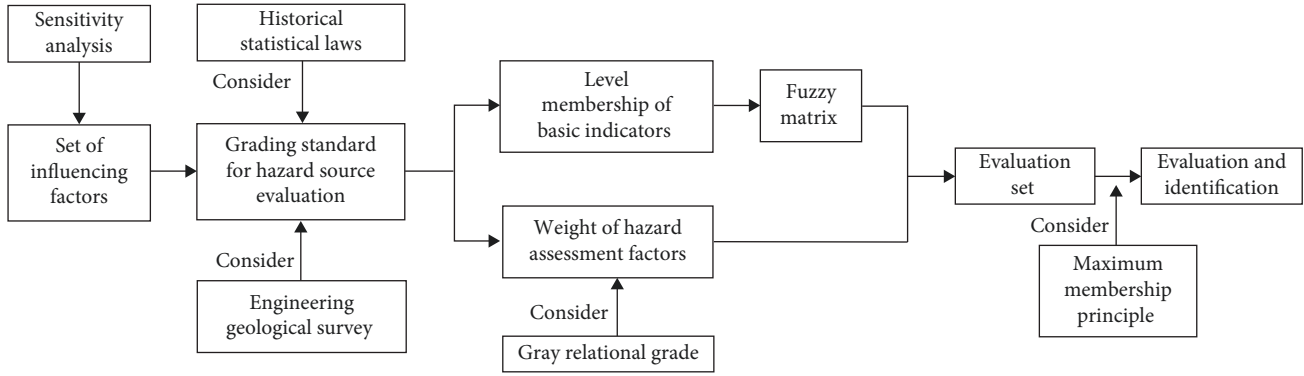 Sensitivity
analysis
Historical
statistical laws
Consider
Set of
influencing
factors
Grading standard
for hazard source
evaluation
Consider
Engineering
geological survey
Level
membership of
basic indicators
Fuzzy
matrix
Weight of hazard
assessment factors
Consider
Gray relational grade
Evaluation
set
Evaluation and
identification
Consider
Maximum
membership
principle